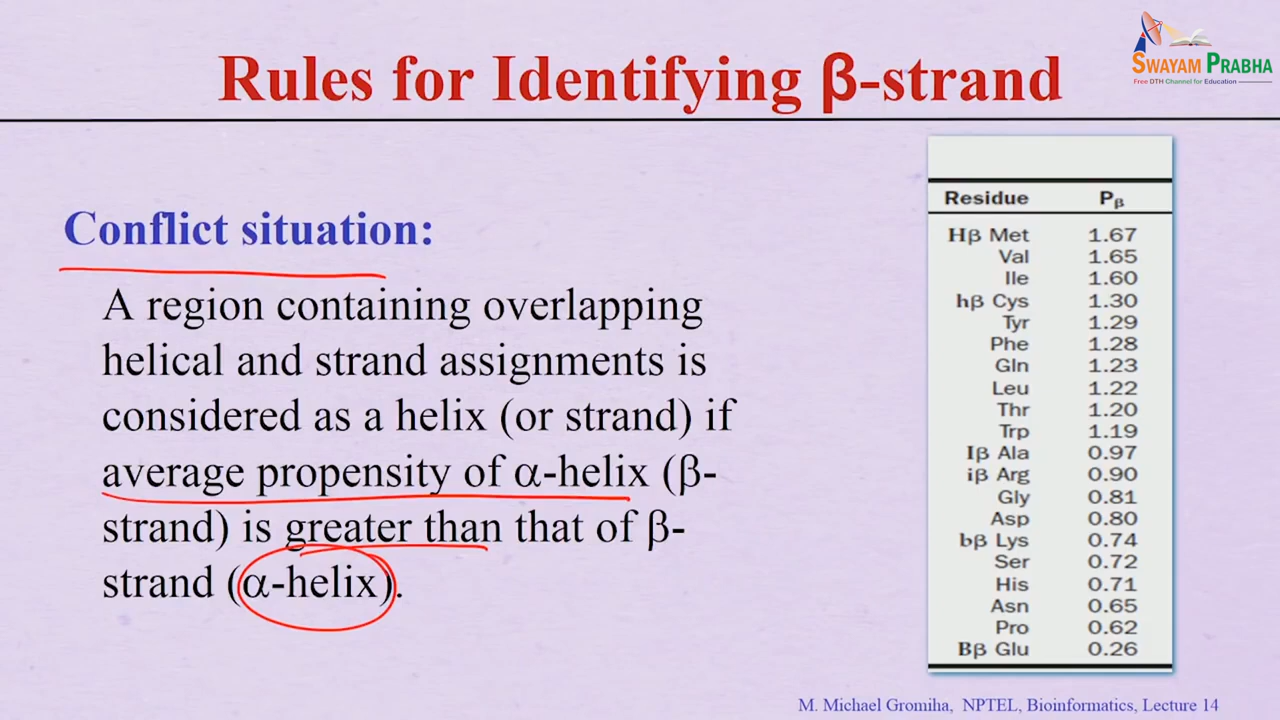 SWAYAM PRABHA
Free DTH Channel for Education
Rules for Identifying β-strand
Conflict situation:
A region containing overlapping
helical and strand assignments is
considered as a helix (or strand) if
average propensity of α-helix (β-
strand) is greater than that of β-
strand (α-helix).
Residue Pβ
Hβ Met 1.67
Val 1.65
Ile 1.60
hβ Cys 1.30
Tyr 1.29
Phe 1.28
Gln 1.23
Leu 1.22
Thr 1.20
Trp 1.19
Iβ Ala 0.97
iβ Arg 0.90
Gly 0.81
Asp 0.80
bβ Lys 0.74
Ser 0.72
His 0.71
Asn 0.65
Pro 0.62
Bβ Glu 0.26
M. Michael Gromiha, NPTEL, Bioinformatics, Lecture 14